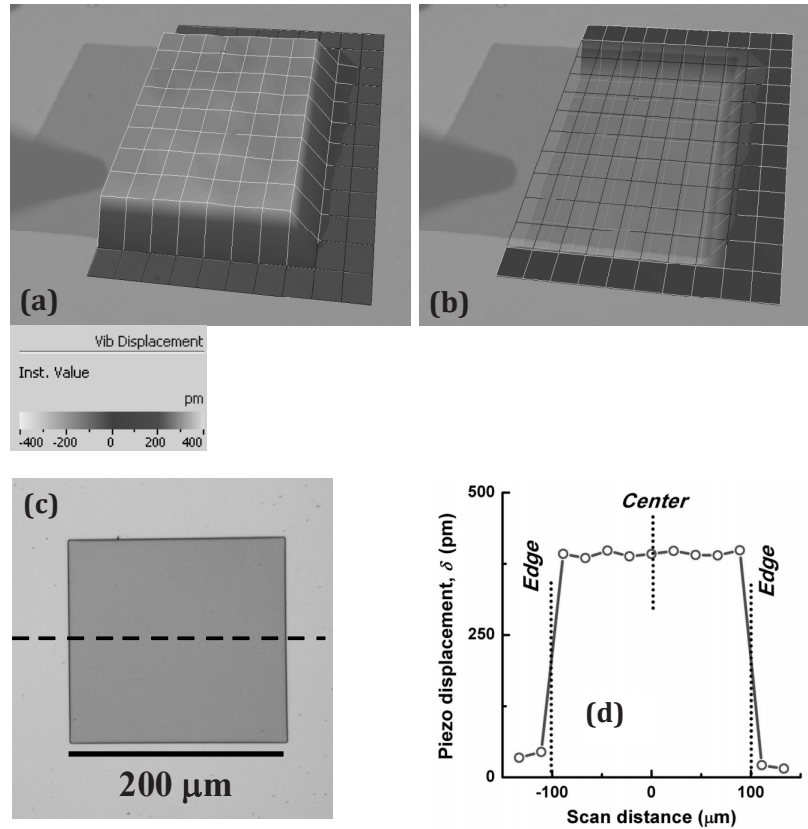 (a)
(b)
Vib Displacement
Inst. Value
pm
-400 -200 0 200 400
(c)
200 μm
500
250
0
Piezo displacement, δ (pm)
Edge
Center
Edge
(d)
-100 0 100
Scan distance (μm)